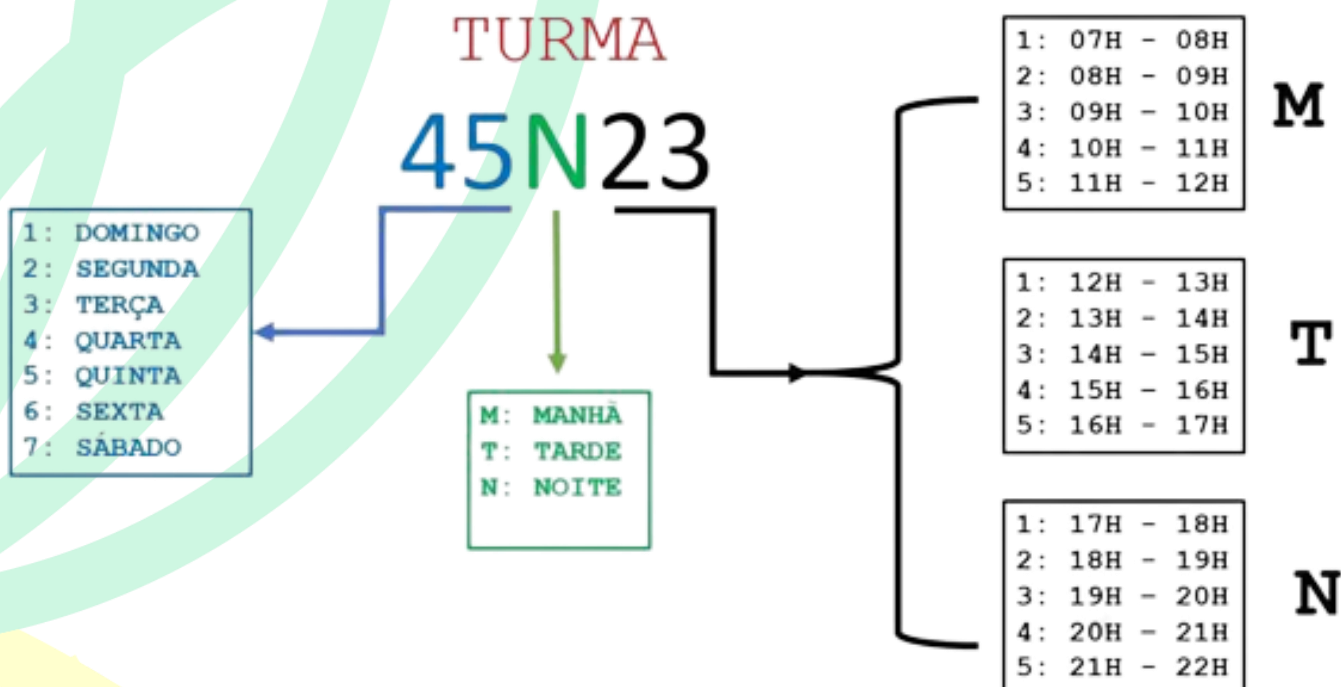 TURMA
45N23
1: DOMINGO
2: SEGUNDA
3: TERÇA
4: QUARTA
5: QUINTA
6: SEXTA
7: SÁBADO
M: MANHÃ
T: TARDE
N: NOITE
1: 07H - 08H
2: 08H - 09H
3: 09H - 10H
4: 10H - 11H
5: 11H - 12H
M
1: 12H - 13H
2: 13H - 14H
3: 14H - 15H
4: 15H - 16H
5: 16H - 17H
T
1: 17H - 18H
2: 18H - 19H
3: 19H - 20H
4: 20H - 21H
5: 21H - 22H
N